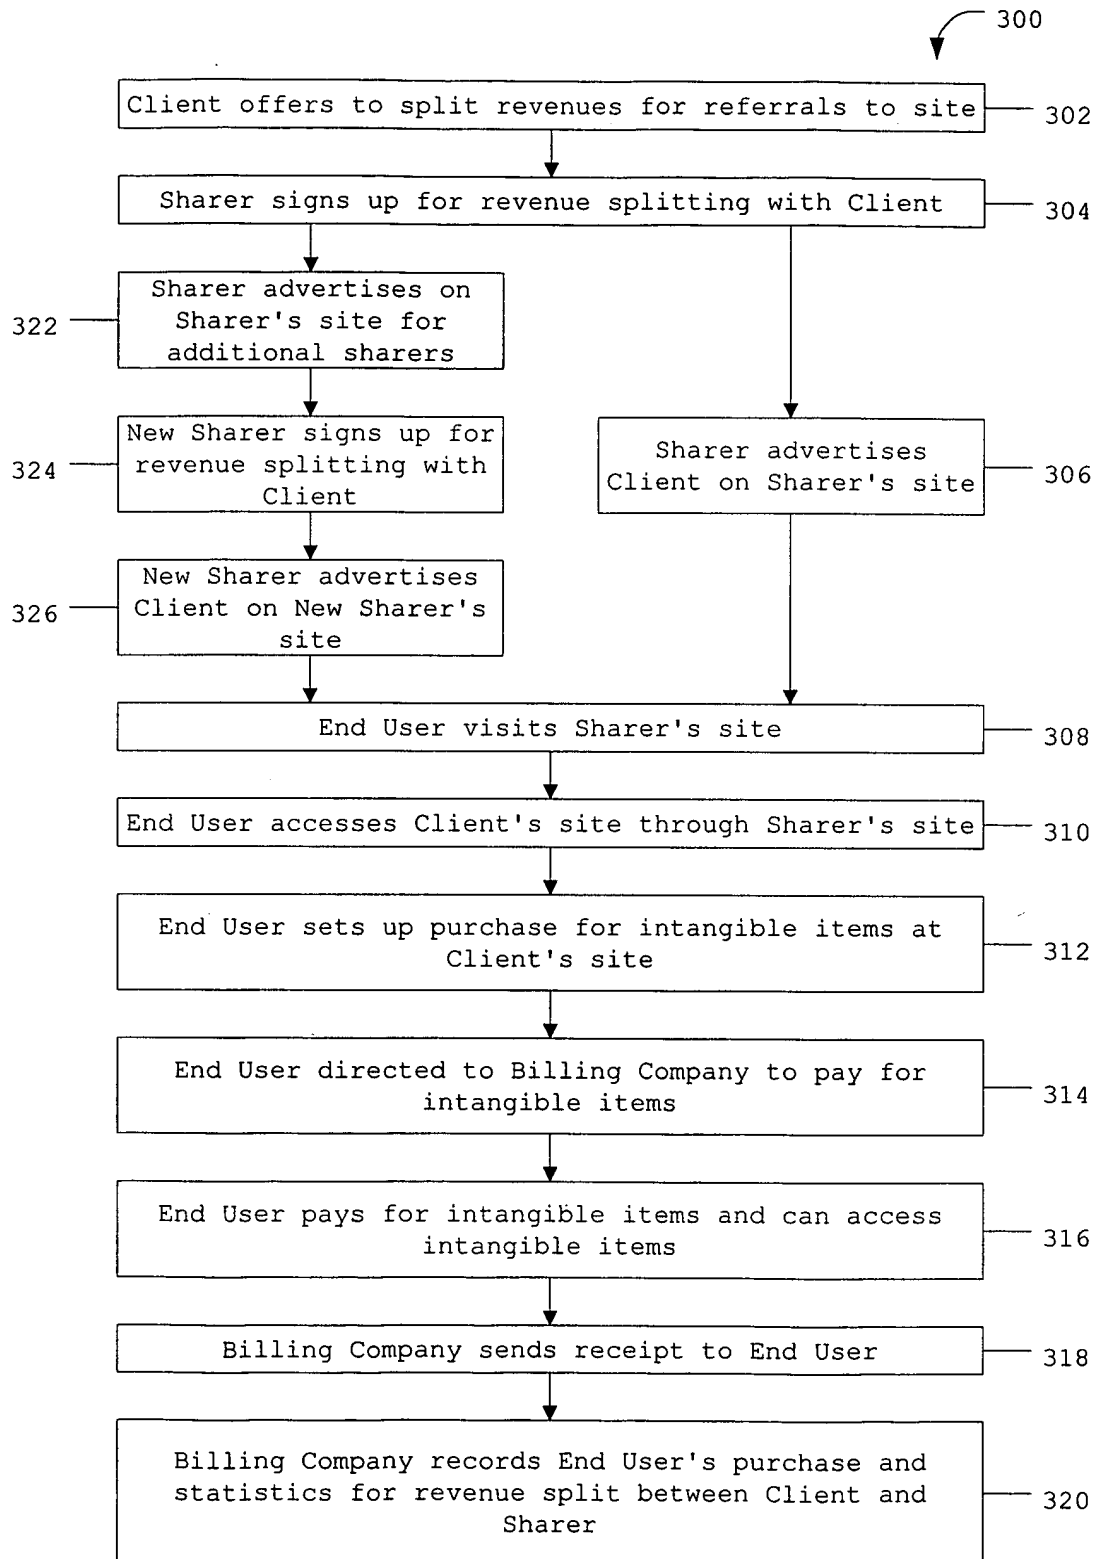 300
Client offers to split revenues for referrals to site
302
Sharer signs up for revenue splitting with Client
304
Sharer advertises on
Sharer's site for
additional sharers
322
New Sharer signs up for
revenue splitting with
Client
324
Sharer advertises
Client on Sharer's site
306
New Sharer advertises
Client on New Sharer's
site
326
End User visits Sharer's site
308
End User accesses Client's site through Sharer's site
310
End User sets up purchase for intangible items at
Client's site
312
End User directed to Billing Company to pay for
intangible items
314
End User pays for intangible items and can access
intangible items
316
Billing Company sends receipt to End User
318
Billing Company records End User's purchase and
statistics for revenue split between Client and
Sharer
320